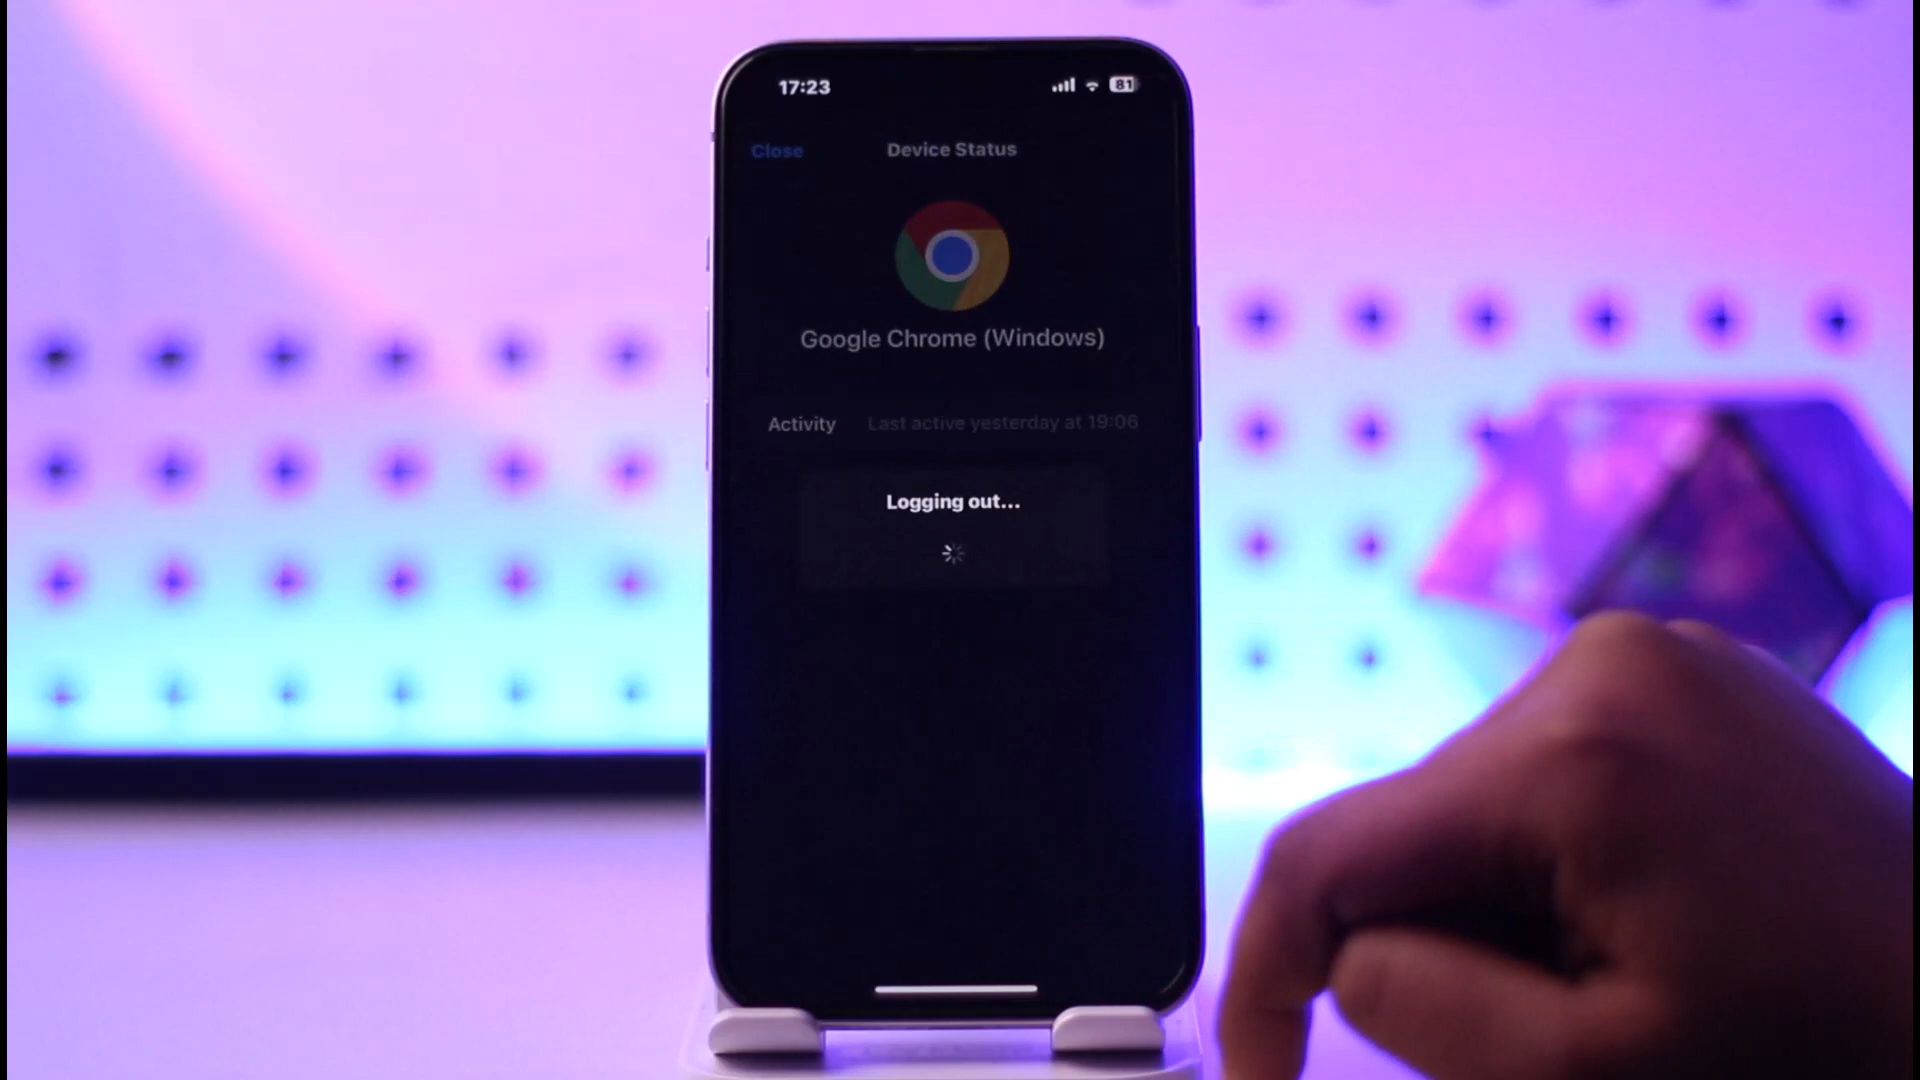 17:23
81
Close
Device Status
Google Chrome (Windows)
Activity
Last active yesterday at 19:06
Logging out...